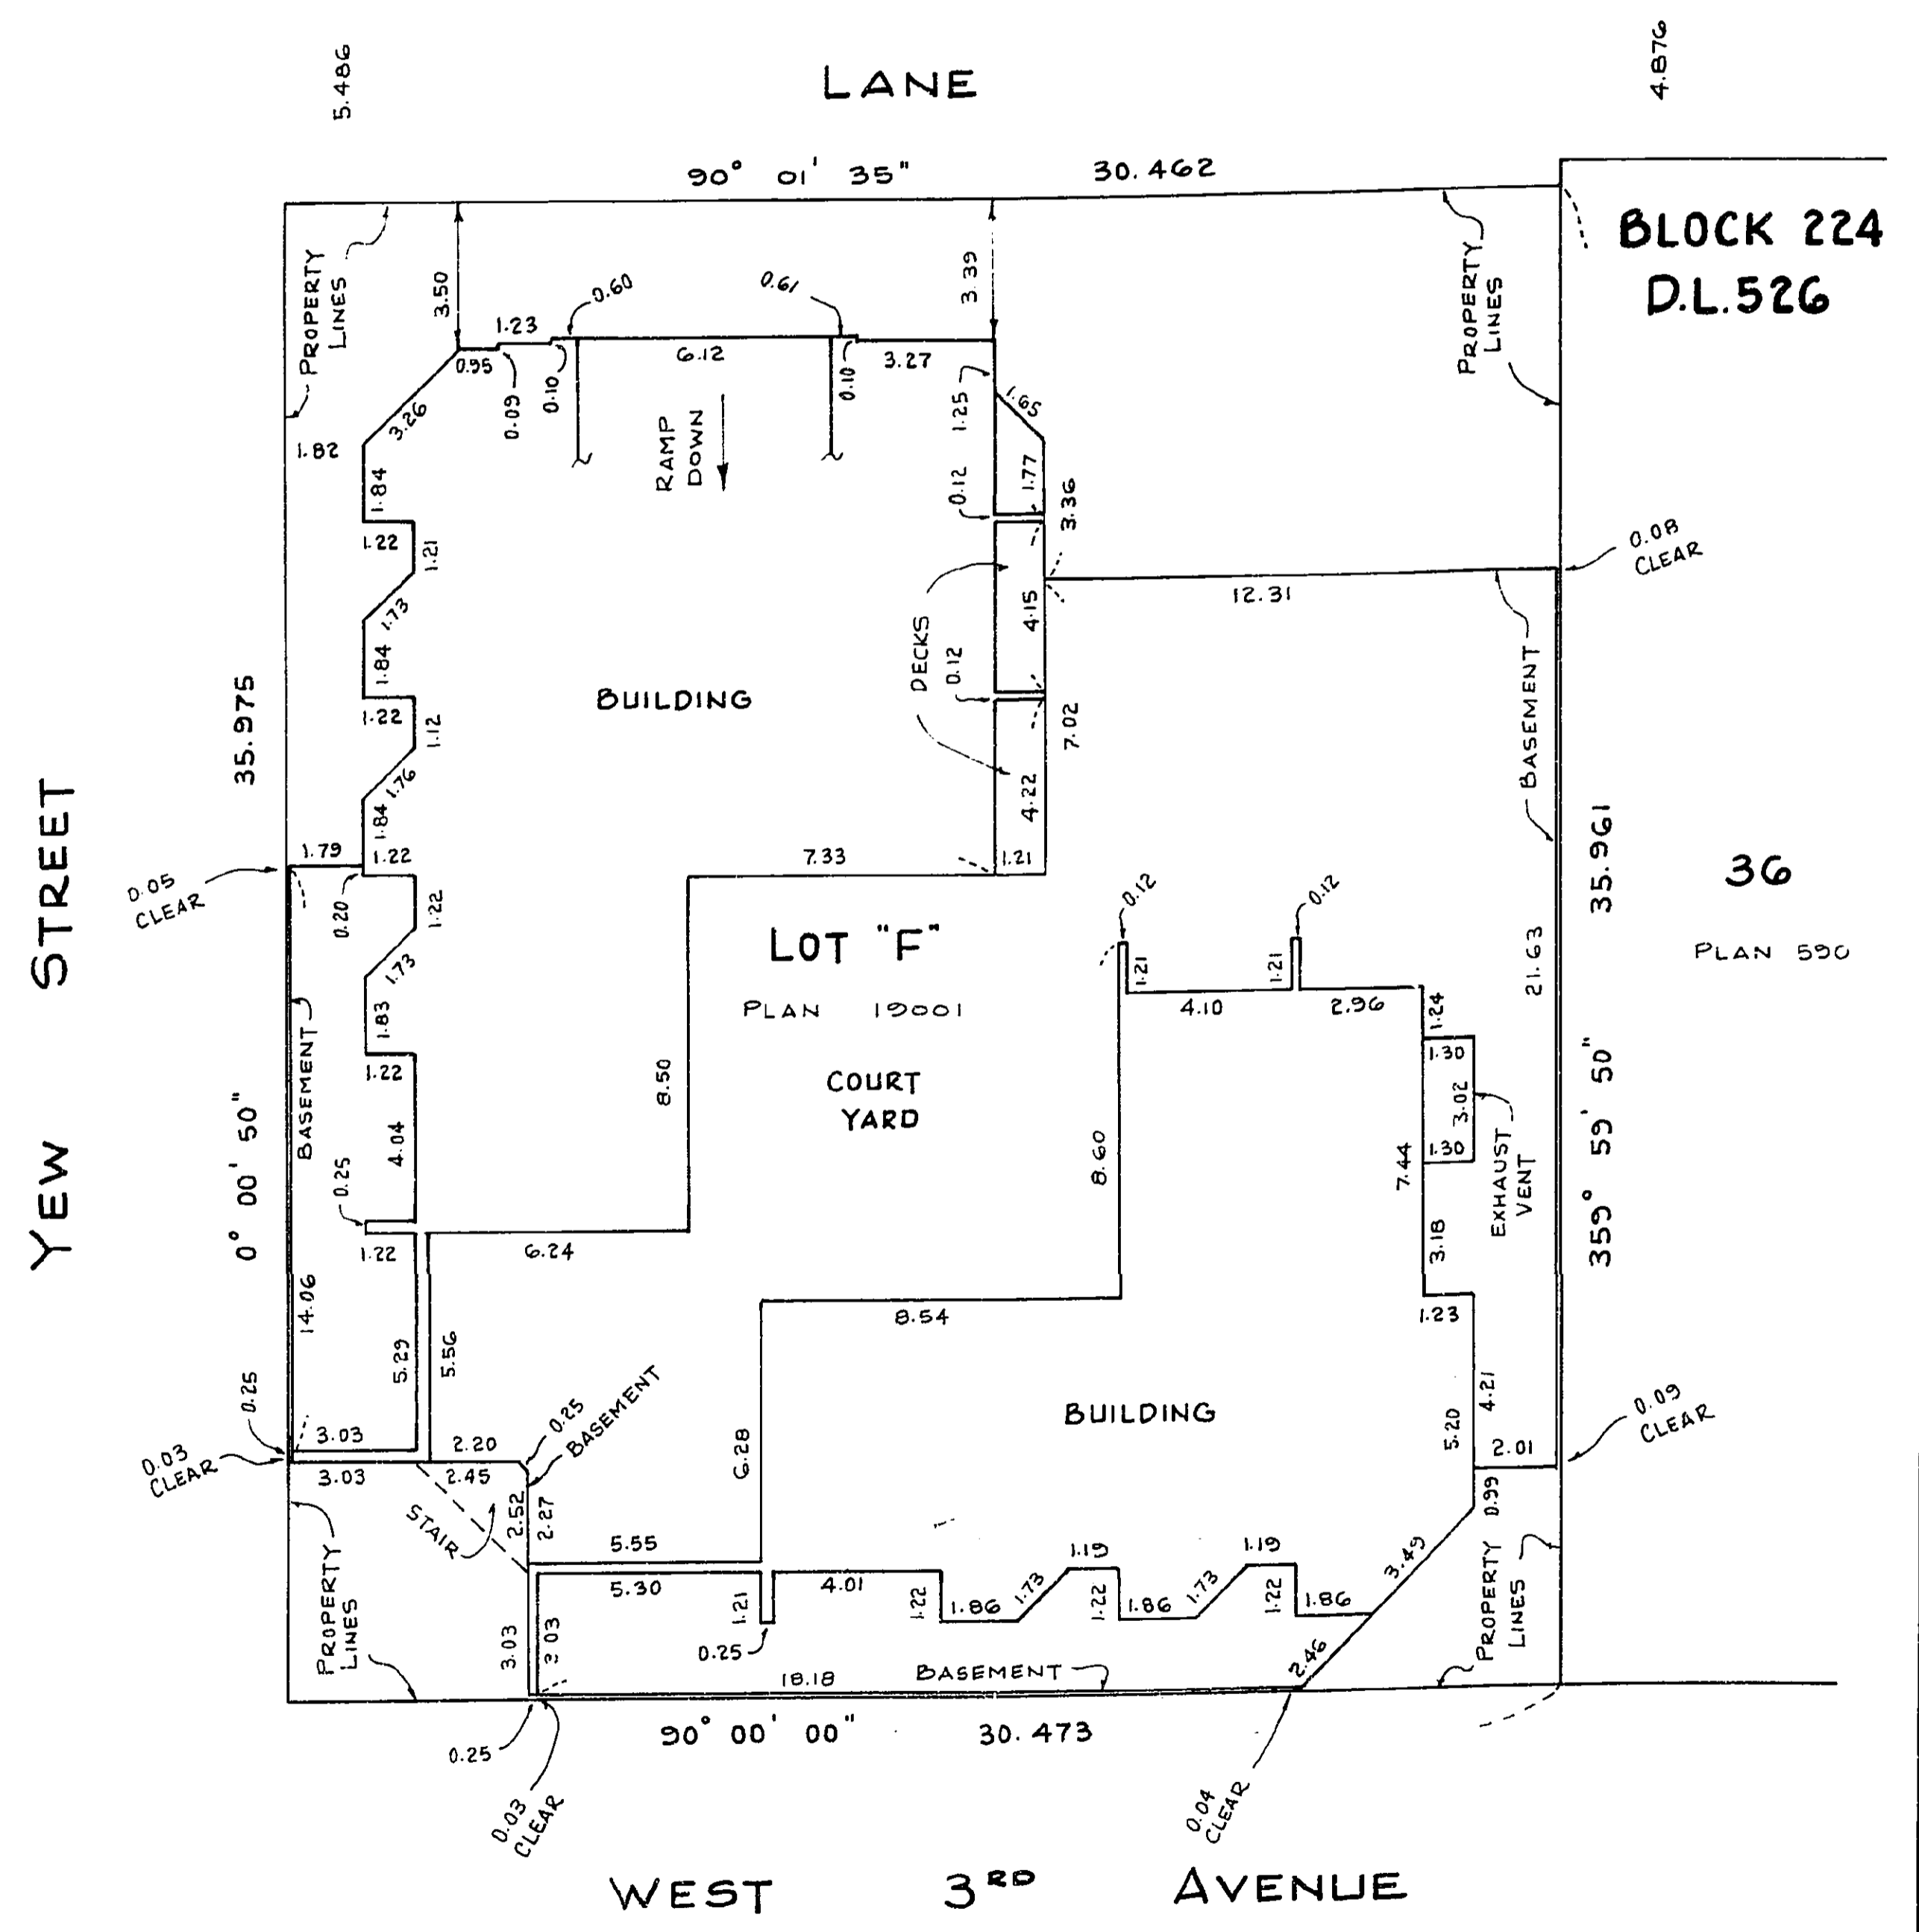 5.486
LANE
4.876
90° 01' 35"
30.462
BLOCK 224
D.L.526
PROPERTY
LINES
3.50
1.23
0.60
0.61
3.39
PROPERTY
LINES
0.95
0.09
0.10
6.12
0.10
3.27
1.25
1.65
3.26
1.82
RAMP
DOWN
1.84
0.12
1.77
3.36
1.22
1.21
0.08
CLEAR
12.31
1.73
DECKS
4.15
1.84
0.12
BUILDING
BASEMENT
35.975
1.22
1.12
7.02
1.76
4.22
1.84
35.961
1.79
1.22
7.33
1.21
36
0.05
CLEAR
0.20
1.22
0.12
0.12
LOT "F"
PLAN 590
21.63
1.73
1.21
1.21
PLAN 19001
4.10
2.96
1.24
1.83
YEW STREET
BASEMENT
1.22
8.50
COURT
YARD
1.30
3.02
1.30
EXHAUST
VENT
0° 00' 50"
359° 59' 50"
4.04
0.25
8.60
7.44
1.22
6.24
3.18
14.06
8.54
1.23
5.29
5.56
0.25
0.25
BASEMENT
BUILDING
4.21
5.20
0.09
CLEAR
3.03
2.20
6.28
2.01
0.03
CLEAR
3.03
2.45
0.99
STAIR
2.52
2.27
5.55
1.19
1.19
3.49
PROPERTY
LINES
5.30
1.21
4.01
1.22
1.86
1.73
1.22
1.86
1.73
1.22
1.86
PROPERTY
LINES
3.03
3.03
0.25
2.46
18.18
BASEMENT
90° 00' 00"
30.473
0.25
0.03
CLEAR
0.04
CLEAR
WEST 3RD AVENUE